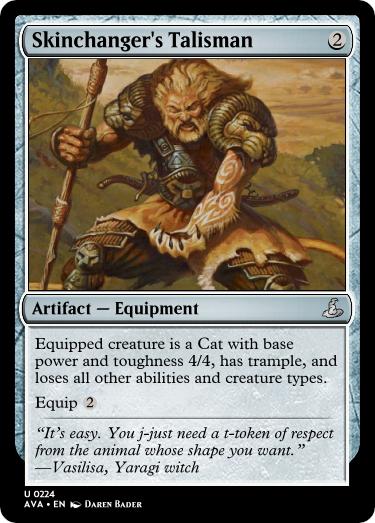 Skinchanger's Talisman 2
Artifact — Equipment
Equipped creature is a Cat with base
power and toughness 4/4, has trample, and
loses all other abilities and creature types.
Equip 2
“It's easy. You j-just need a t-token of respect
from the animal whose shape you want.”
—Vasilisa, Yaragi witch
U 0224
AVA • EN Daren Bader